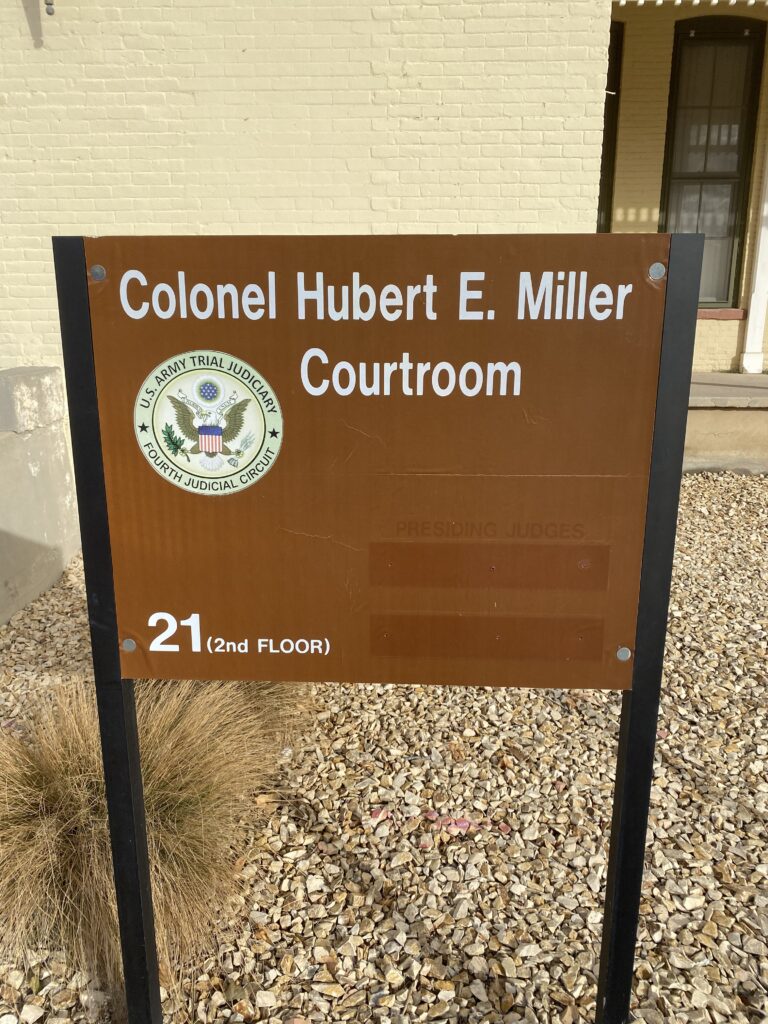 Colonel Hubert E. Miller
Courtroom
U.S. ARMY TRIAL JUDICIARY
★ FOURTH JUDICIAL CIRCUIT ★
PRESIDING JUDGES
21 (2nd FLOOR)